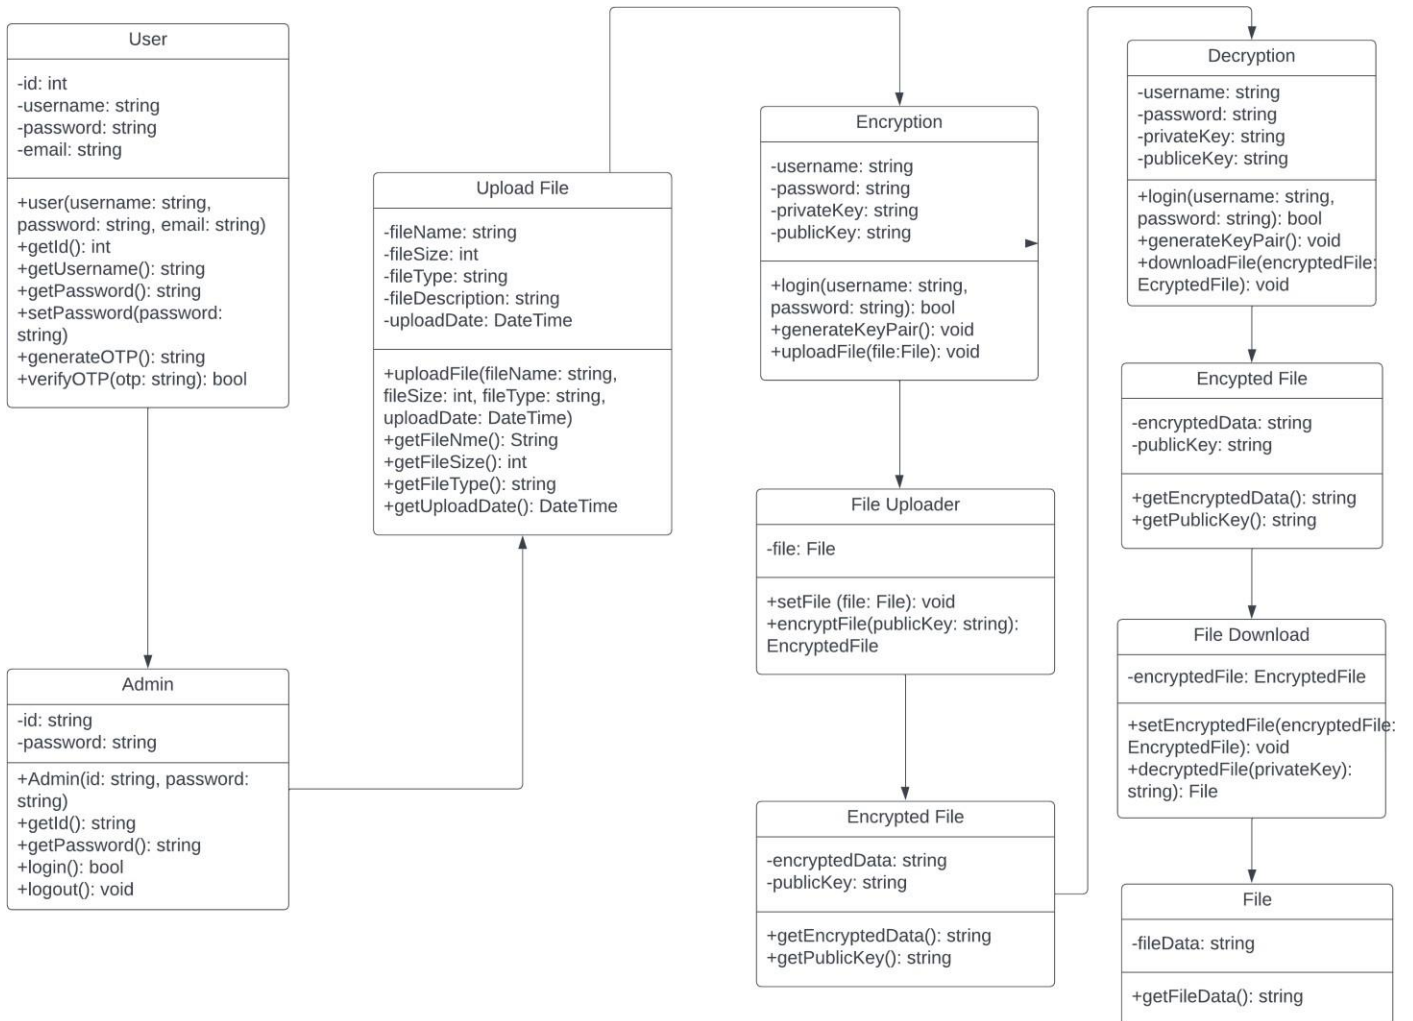 User
-id: int
-username: string
-password: string
-email: string
+user(username: string,
password: string, email: string)
+getId(): int
+getUsername(): string
+getPassword(): string
+setPassword(password:
string)
+generateOTP(): string
+verifyOTP(otp: string): bool
Admin
-id: string
-password: string
+Admin(id: string, password:
string)
+getId(): string
+getPassword(): string
+login(): bool
+logout(): void
Upload File
-fileName: string
-fileSize: int
-fileType: string
-fileDescription: string
-uploadDate: DateTime
+uploadFile(fileName: string,
fileSize: int, fileType: string,
uploadDate: DateTime)
+getFileNme(): String
+getFileSize(): int
+getFileType(): string
+getUploadDate(): DateTime
Encryption
-username: string
-password: string
-privateKey: string
-publicKey: string
+login(username: string,
password: string): bool
+generateKeyPair(): void
+uploadFile(file:File): void
File Uploader
-file: File
+setFile (file: File): void
+encryptFile(publicKey: string):
EncryptedFile
Encrypted File
-encryptedData: string
-publicKey: string
+getEncryptedData(): string
+getPublicKey(): string
Decryption
-username: string
-password: string
-privateKey: string
-publiceKey: string
+login(username: string,
password: string): bool
+generateKeyPair(): void
+downloadFile(encryptedFile:
EcryptedFile): void
Encypted File
-encryptedData: string
-publicKey: string
+getEncryptedData(): string
+getPublicKey(): string
File Download
-encryptedFile: EncryptedFile
+setEncryptedFile(encryptedFile:
EncryptedFile): void
+decryptedFile(privateKey):
string): File
File
-fileData: string
+getFileData(): string